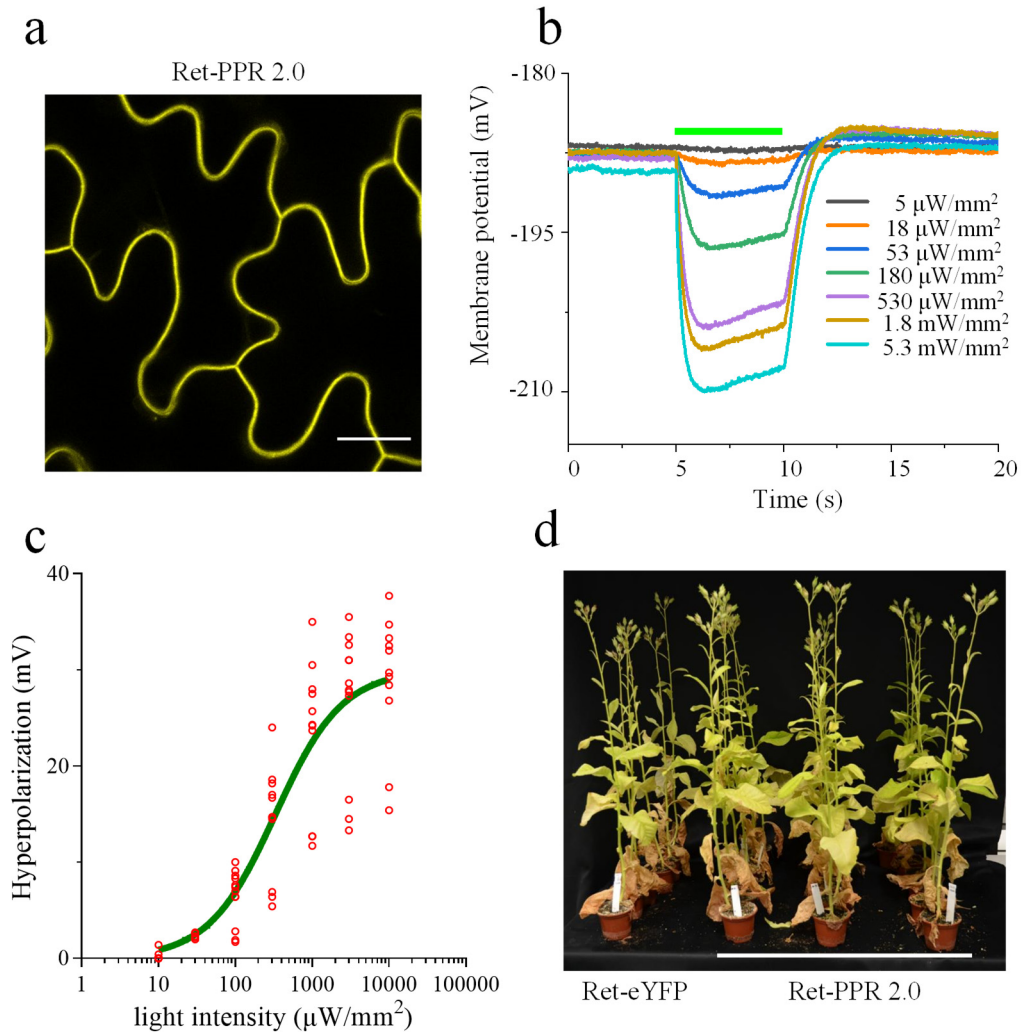 a
Ret-PPR 2.0
b
Membrane potential (mV)
-180
-195
-210
0 5 10 15 20
Time (s)
5 μW/mm²
18 μW/mm²
53 μW/mm²
180 μW/mm²
530 μW/mm²
1.8 mW/mm²
5.3 mW/mm²
c
Hyperpolarization (mV)
40
20
0
1 10 100 1000 10000 100000
light intensity (μW/mm²)
d
Ret-eYFP Ret-PPR 2.0